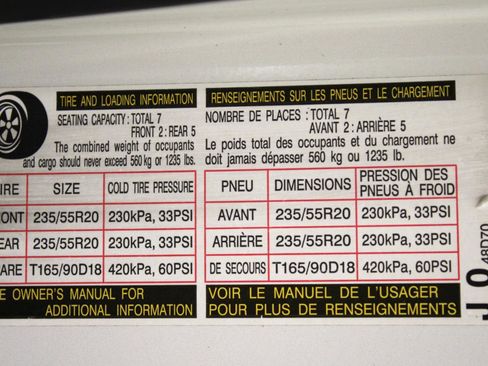 TIRE AND LOADING INFORMATION
SEATING CAPACITY: TOTAL 7
FRONT 2: REAR 5
The combined weight of occupants
and cargo should never exceed 560 kg or 1235 lbs.
IRE SIZE COLD TIRE PRESSURE
ONT 235/55R20 230kPa, 33PSI
EAR 235/55R20 230kPa, 33PSI
ARE T165/90D18 420kPa, 60PSI
E OWNER'S MANUAL FOR
ADDITIONAL INFORMATION
RENSEIGNEMENTS SUR LES PNEUS ET LE CHARGEMENT
NOMBRE DE PLACES: TOTAL 7
AVANT 2: ARRIÈRE 5
Le poids total des occupants et du chargement ne
doit jamais dépasser 560 kg ou 1235 lb.
PNEU DIMENSIONS PRESSION DES
PNEUS À FROID
AVANT 235/55R20 230kPa, 33PSI
ARRIÈRE 235/55R20 230kPa, 33PSI
DE SECOURS T165/90D18 420kPa, 60PSI
VOIR LE MANUEL DE L'USAGER
POUR PLUS DE RENSEIGNEMENTS
48D70